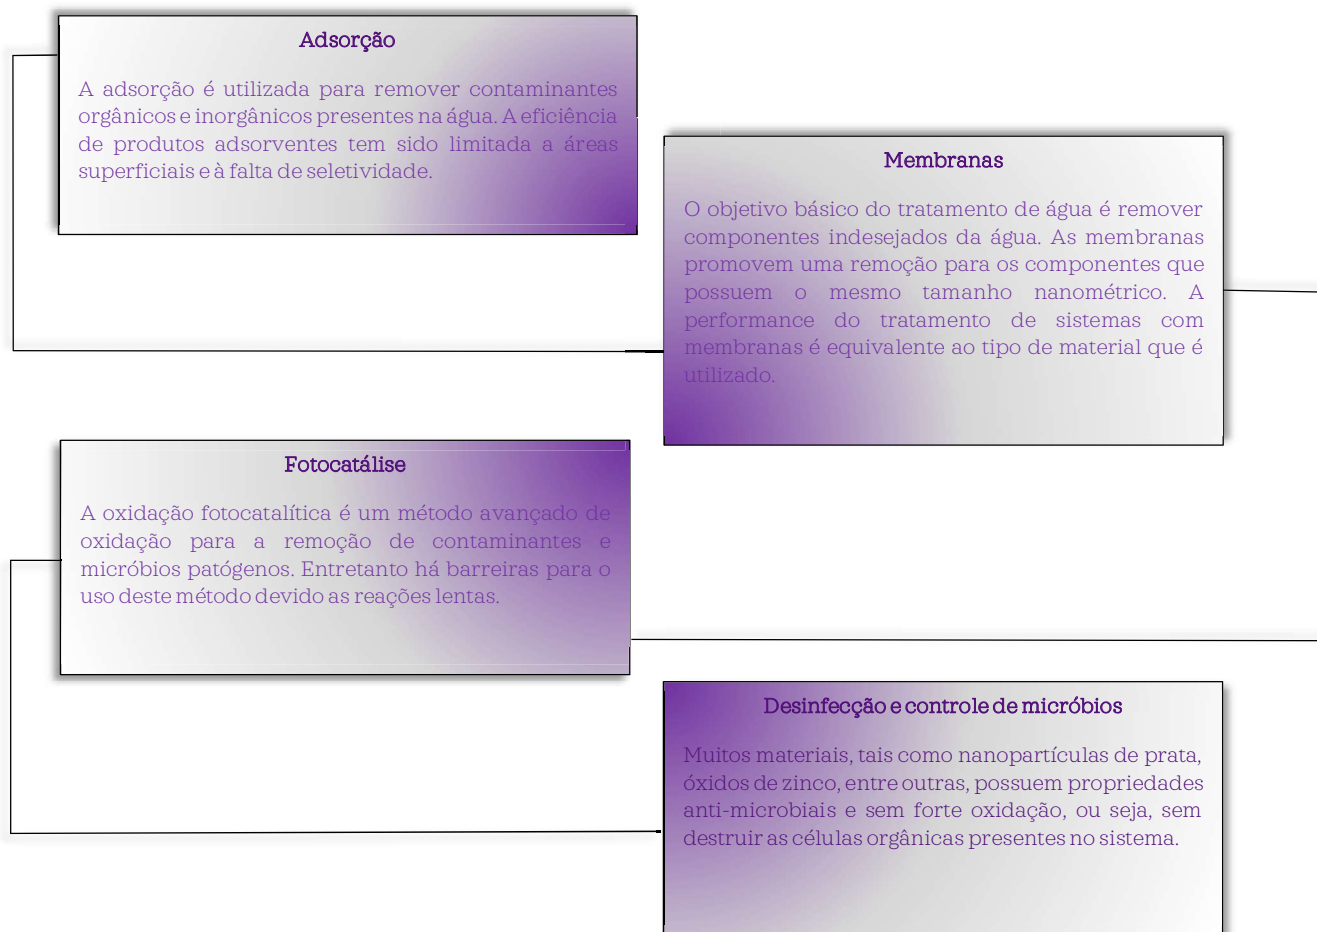 Adsorção
A adsorção é utilizada para remover contaminantes
orgânicos e inorgânicos presentes na água. A eficiência
de produtos adsorventes tem sido limitada a áreas
superficiais e à falta de seletividade.
Membranas
O objetivo básico do tratamento de água é remover
componentes indesejados da água. As membranas
promovem uma remoção para os componentes que
possuem o mesmo tamanho nanométrico. A
performance do tratamento de sistemas com
membranas é equivalente ao tipo de material que é
utilizado.
Fotocatálise
A oxidação fotocatalítica é um método avançado de
oxidação para a remoção de contaminantes e
micróbios patógenos. Entretanto há barreiras para o
uso deste método devido as reações lentas.
Desinfecção e controle de micróbios
Muitos materiais, tais como nanopartículas de prata,
óxidos de zinco, entre outras, possuem propriedades
anti-microbiais e sem forte oxidação, ou seja, sem
destruir as células orgânicas presentes no sistema.